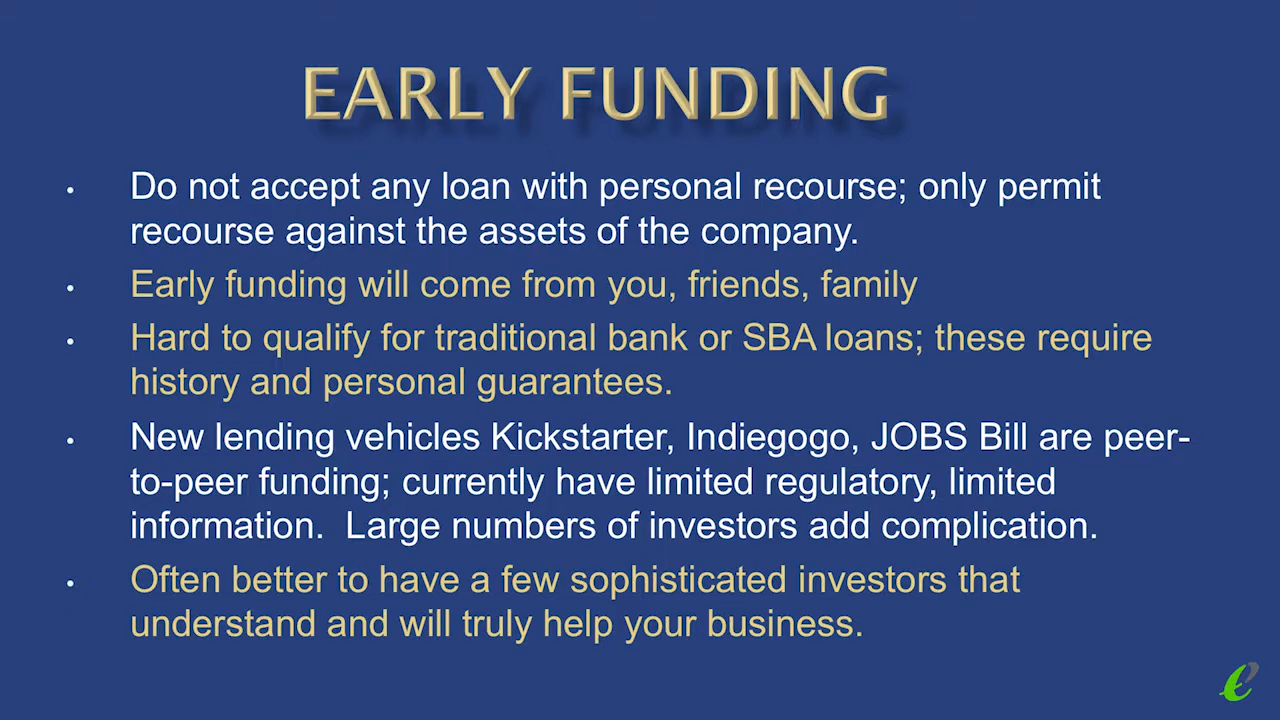 EARLY FUNDING
• Do not accept any loan with personal recourse; only permit
recourse against the assets of the company.
• Early funding will come from you, friends, family
• Hard to qualify for traditional bank or SBA loans; these require
history and personal guarantees.
• New lending vehicles Kickstarter, Indiegogo, JOBS Bill are peer-
to-peer funding; currently have limited regulatory, limited
information.  Large numbers of investors add complication.
• Often better to have a few sophisticated investors that
understand and will truly help your business.
e